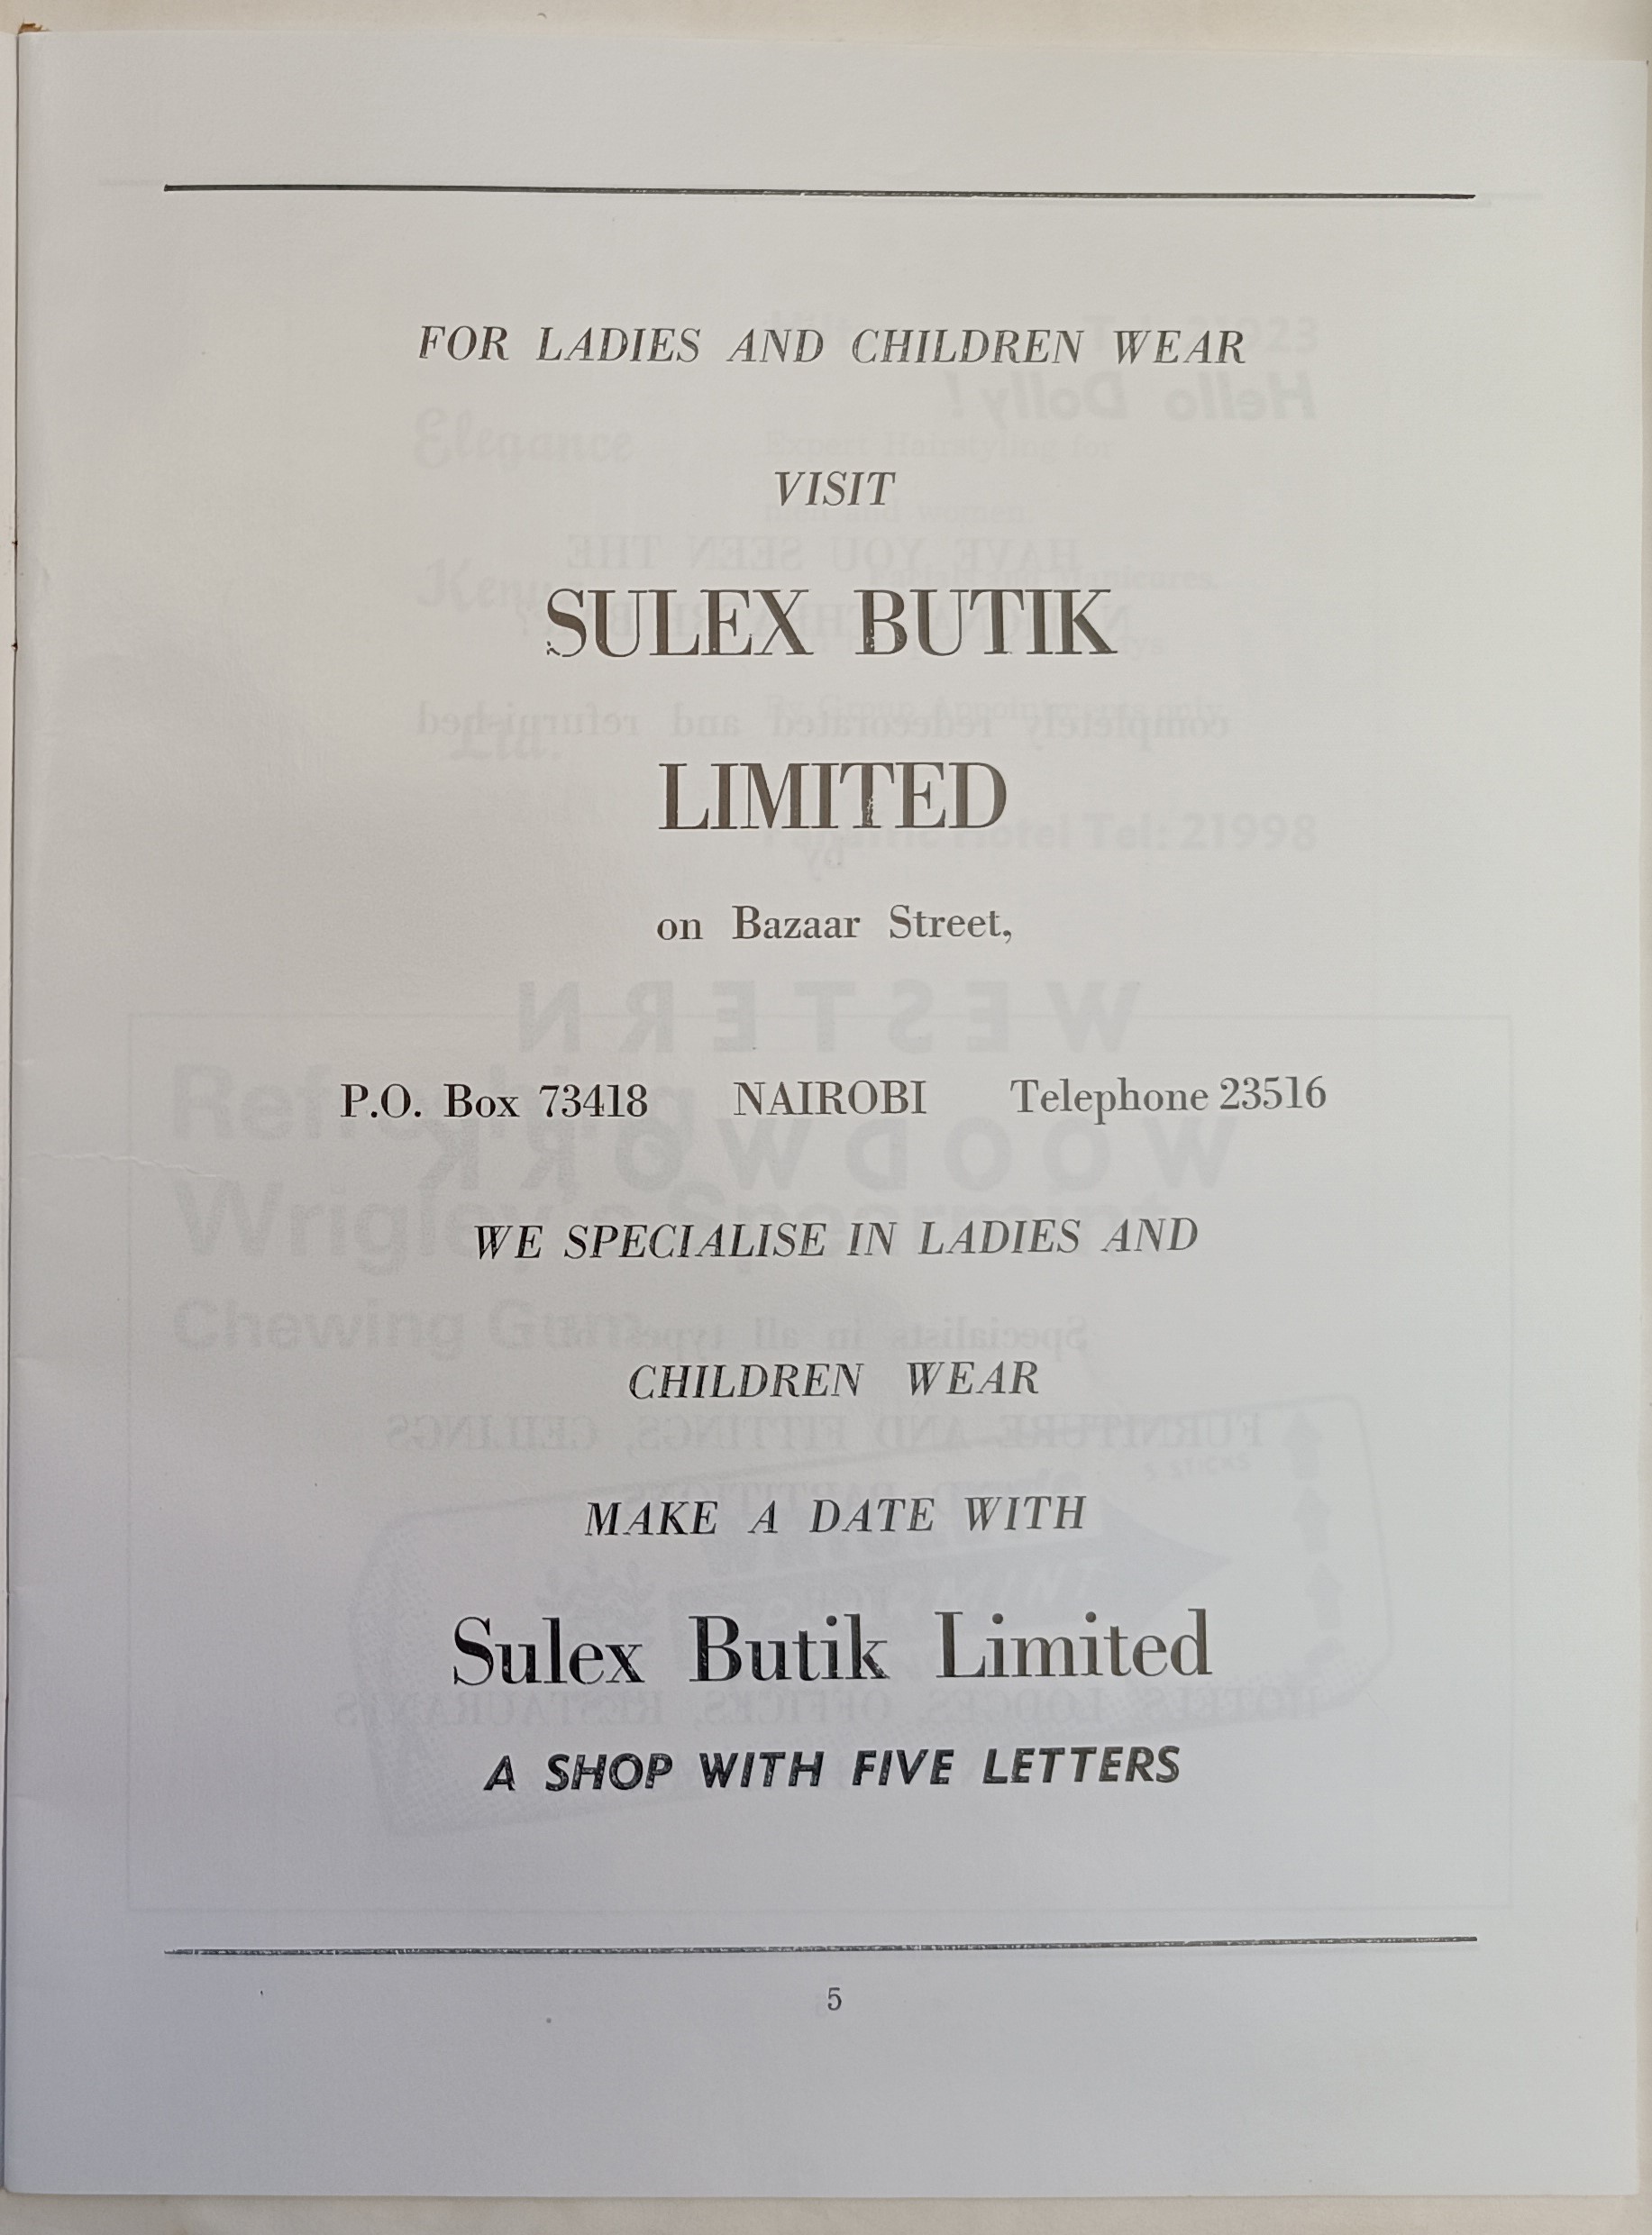 FOR LADIES AND CHILDREN WEAR
VISIT
SULEX BUTIK
LIMITED
on Bazaar Street,
P.O. Box 73418 NAIROBI Telephone 23516
WE SPECIALISE IN LADIES AND
CHILDREN WEAR
MAKE A DATE WITH
Sulex Butik Limited
A SHOP WITH FIVE LETTERS
5